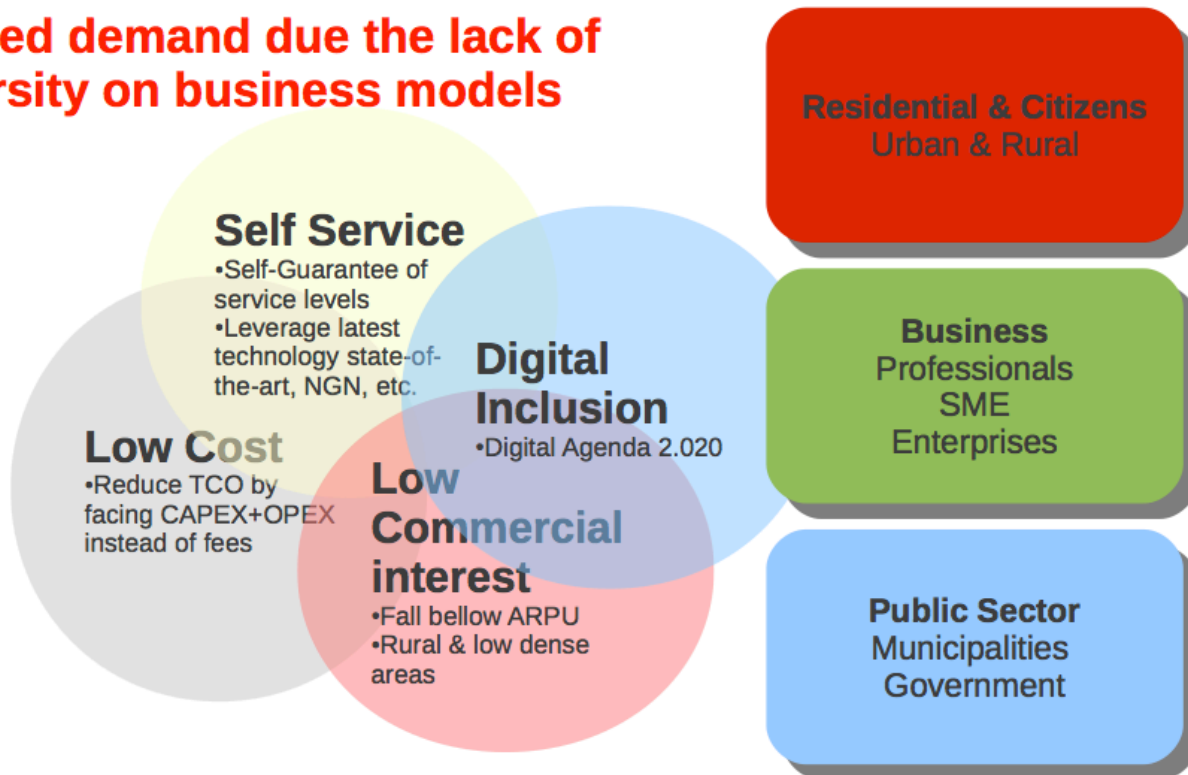 ed demand due the lack of
rsity on business models
Self Service
•Self-Guarantee of
service levels
•Leverage latest
technology state-of-
the-art, NGN, etc.
Digital
Inclusion
•Digital Agenda 2.020
Low Cost
•Reduce TCO by
facing CAPEX+OPEX
instead of fees
Low
Commercial
interest
•Fall bellow ARPU
•Rural & low dense
areas
Residential & Citizens
Urban & Rural
Business
Professionals
SME
Enterprises
Public Sector
Municipalities
Government